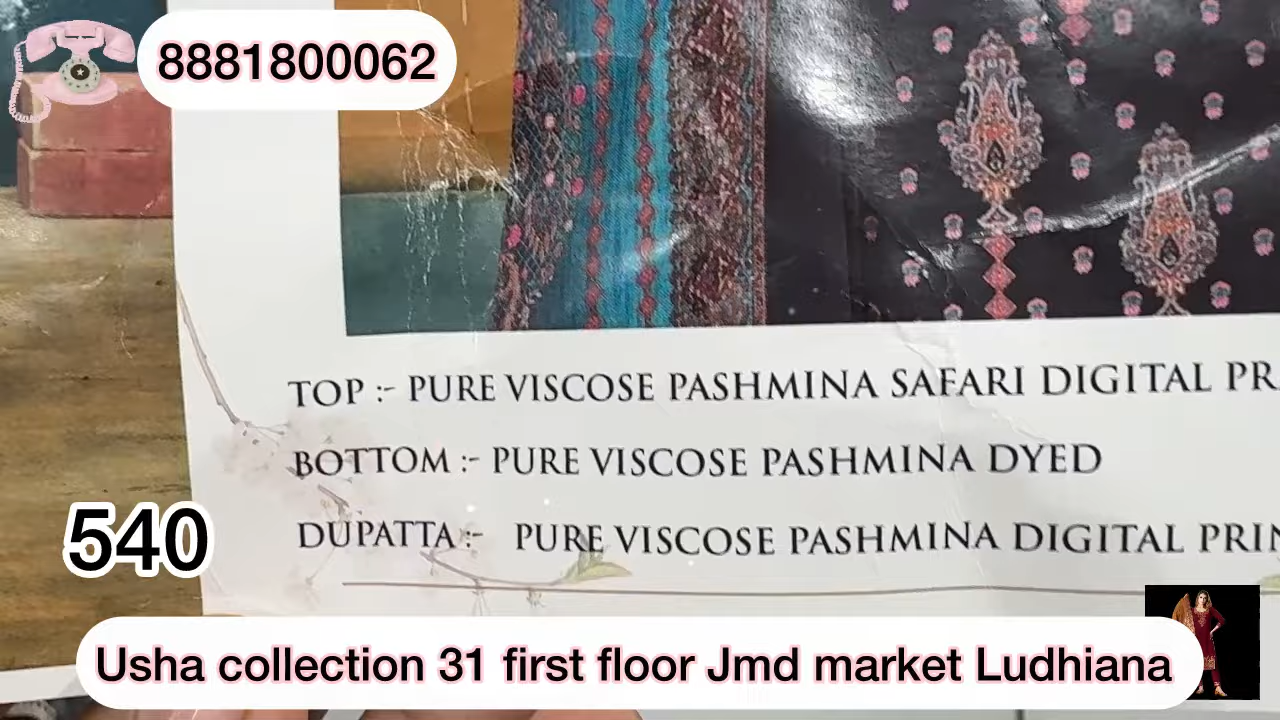 8881800062
TOP :- PURE VISCOSE PASHMINA SAFARI DIGITAL PR
BOTTOM :- PURE VISCOSE PASHMINA DYED
540
DUPATTA :- PURE VISCOSE PASHMINA DIGITAL PRIN
Usha collection 31 first floor Jmd market Ludhiana